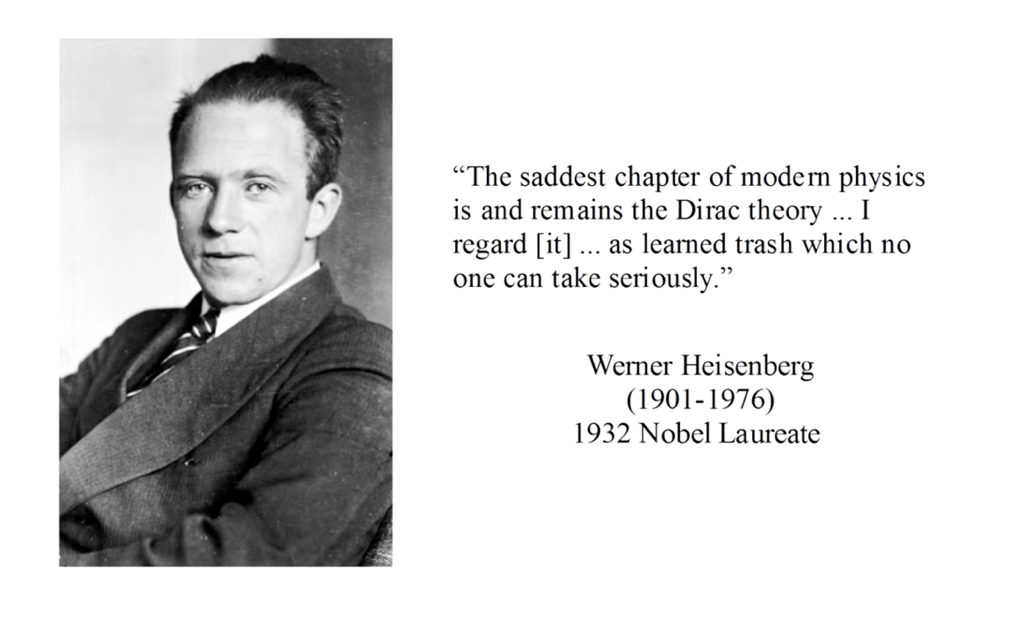 “The saddest chapter of modern physics
is and remains the Dirac theory ... I
regard [it] ... as learned trash which no
one can take seriously.”
Werner Heisenberg
(1901-1976)
1932 Nobel Laureate